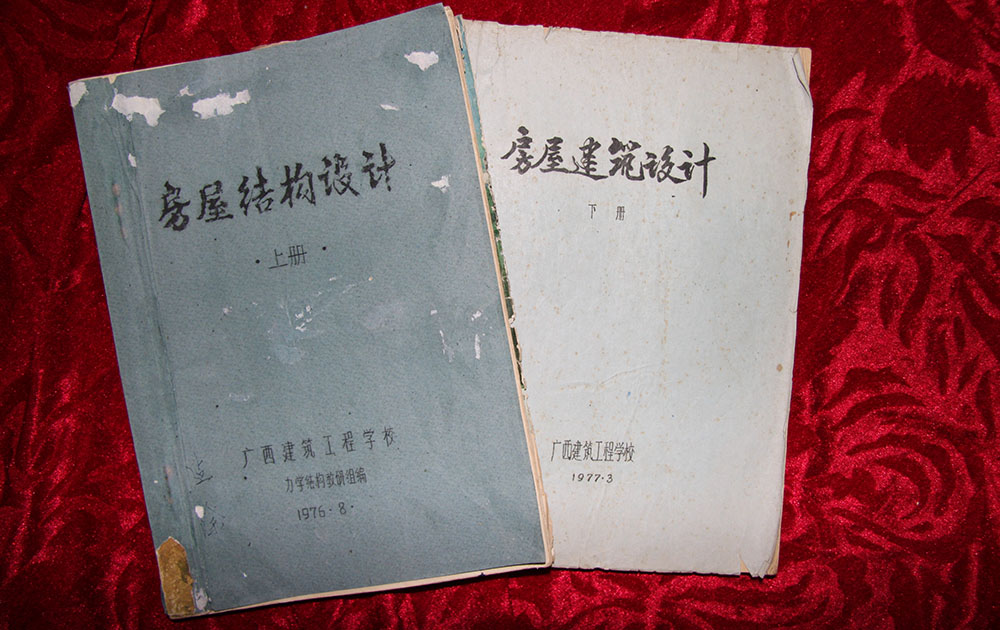 房屋结构设计
·上册·
广西建筑工程学校
力学结构教研组编
1976·8·
房屋建筑设计
下册
广西建筑工程学校
1977·3